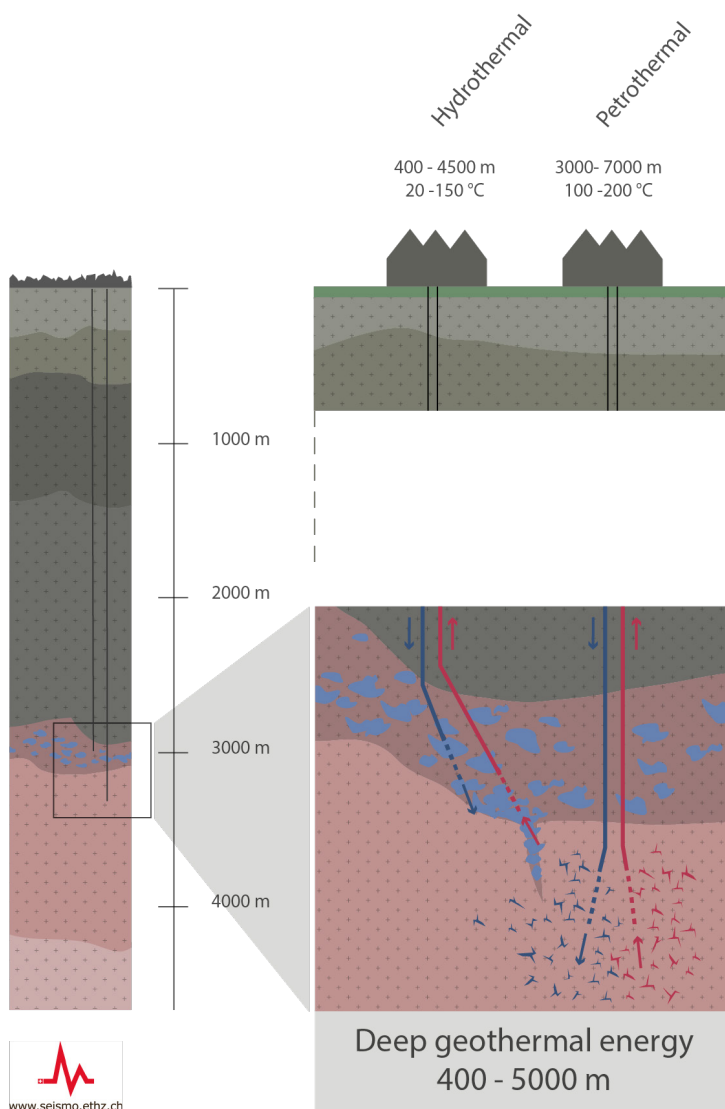 Hydrothermal
Petrothermal
400 - 4500 m
20 -150 °C
3000- 7000 m
100 -200 °C
1000 m
2000 m
3000 m
4000 m
Deep geothermal energy
400 - 5000 m
www.seismo.ethz.ch